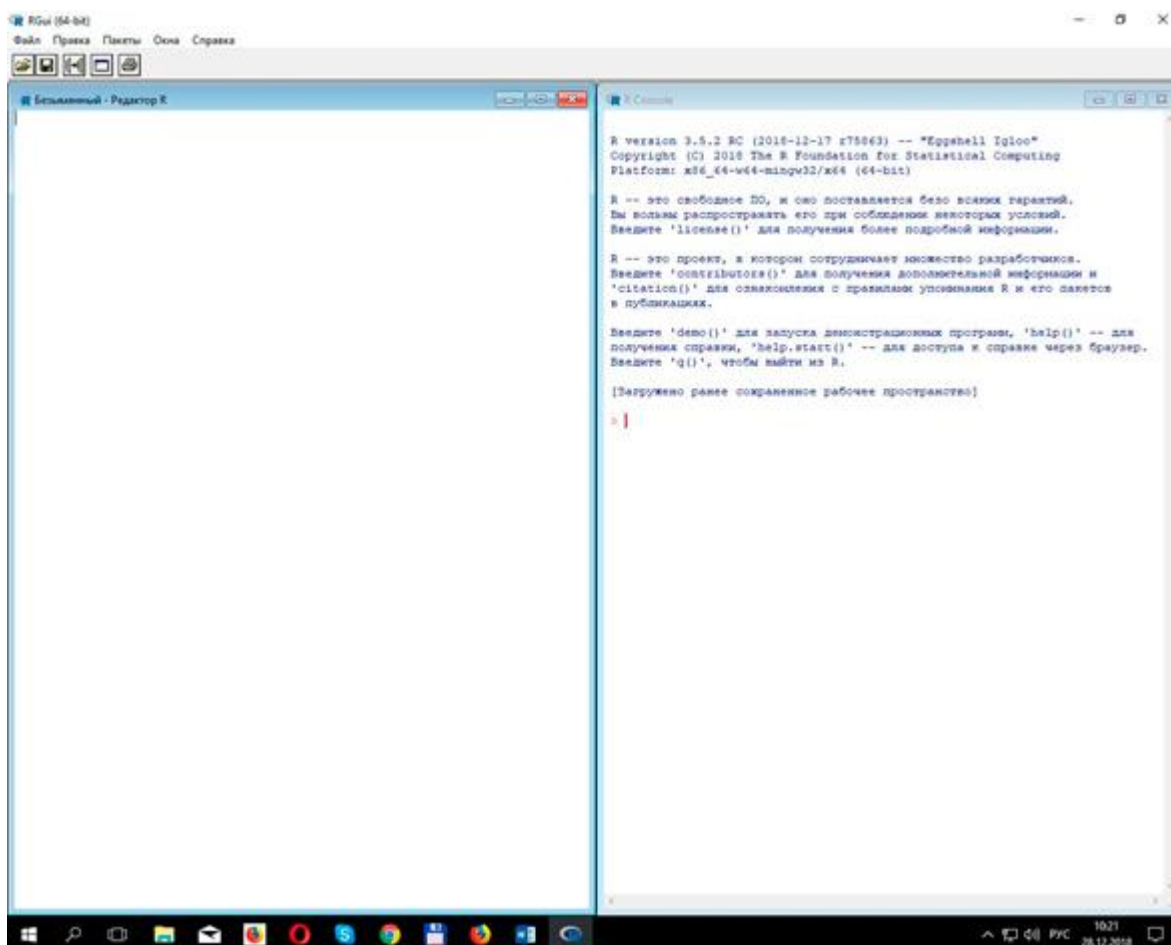 RGui (64-bit)
Файл Правка Пакеты Окна Справка
Безымянный - Редактор R
R Console
R version 3.5.2 RC (2018-12-17 r75863) -- "Eggshell Igloo"
Copyright (C) 2018 The R Foundation for Statistical Computing
Platform: x86_64-w64-mingw32/x64 (64-bit)
R -- это свободное ПО, и оно поставляется безо всяких гарантий.
Вы вольны распространять его при соблюдении некоторых условий.
Введите 'license()' для получения более подробной информации.
R -- это проект, в котором сотрудничает множество разработчиков.
Введите 'contributors()' для получения дополнительной информации и
'citation()' для ознакомления с правилами упоминания R и его пакетов
в публикациях.
Введите 'demo()' для запуска демонстрационных программ, 'help()' -- для
получения справки, 'help.start()' -- для доступа к справке через браузер.
Введите 'q()', чтобы выйти из R.
[Загружено ранее сохраненное рабочее пространство]
>
РУС
10:21
28.12.2018